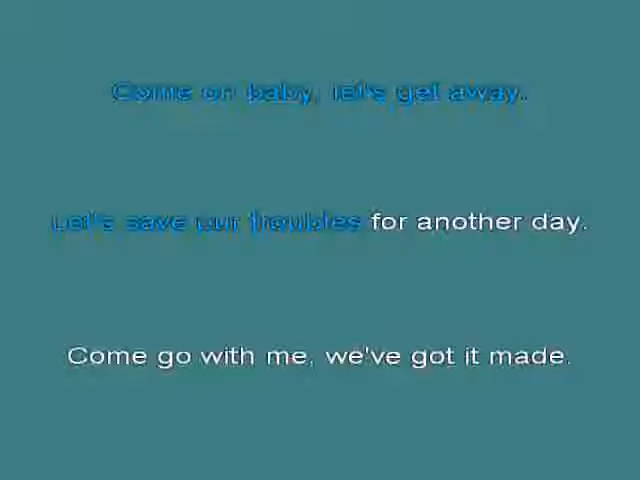 Come on baby, let's get away.
Let's save our troubles for another day.
Come go with me, we've got it made.